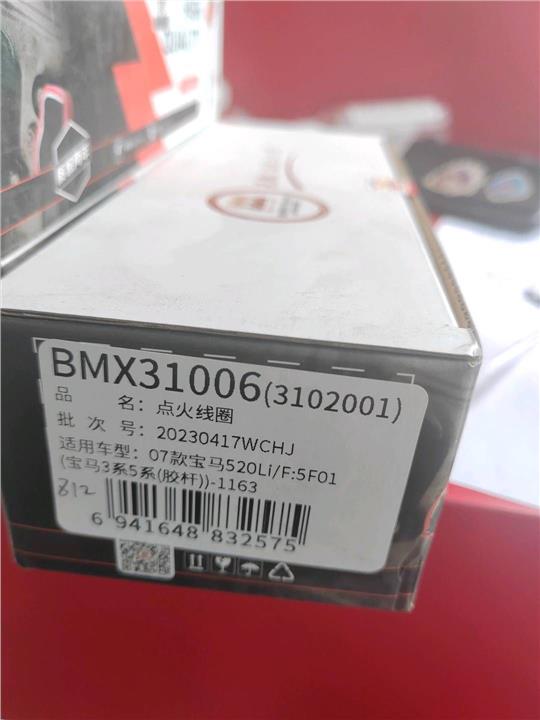 QUALITY
BMX31006(3102001)
品 名: 点火线圈
批 次 号: 20230417WCHJ
适用车型: 07款宝马520Li/F:5F01
(宝马3系5系(胶杆))-1163
812
6 941648 832575